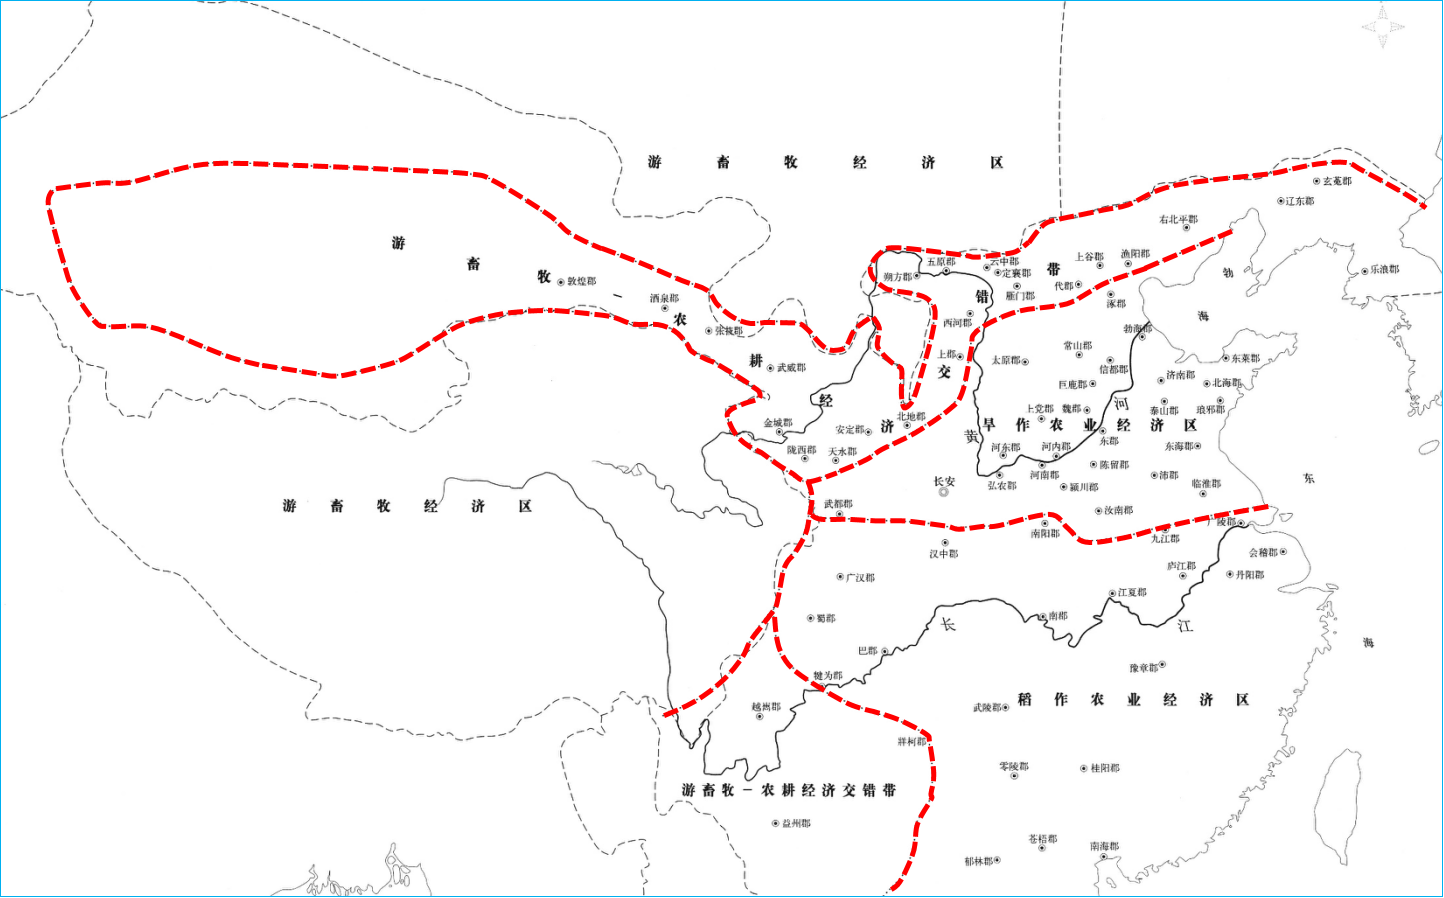 游畜牧经济区
玄菟郡
辽东郡
右北平郡
游畜牧—农耕经济交错带
上谷郡
渔阳郡
五原郡
云中郡
定襄郡
朔方郡
敦煌郡
代郡
雁门郡
涿郡
乐浪郡
酒泉郡
张掖郡
西河郡
勃海
勃海郡
常山郡
上郡
太原郡
信都郡
东莱郡
武威郡
济南郡
北海郡
巨鹿郡
上党郡
魏郡
泰山郡
琅邪郡
河
北地郡
金城郡
安定郡
旱作农业经济区
黄
东郡
陇西郡
天水郡
河东郡
河内郡
东海郡
陈留郡
河南郡
沛郡
长安
弘农郡
颍川郡
临淮郡
东
游畜牧经济区
武都郡
汝南郡
广陵郡
南阳郡
九江郡
汉中郡
会稽郡
庐江郡
丹阳郡
广汉郡
江夏郡
蜀郡
南郡
长
江
海
巴郡
豫章郡
犍为郡
越巂郡
武陵郡
稻作农业经济区
牂柯郡
零陵郡
桂阳郡
游畜牧－农耕经济交错带
益州郡
苍梧郡
南海郡
郁林郡